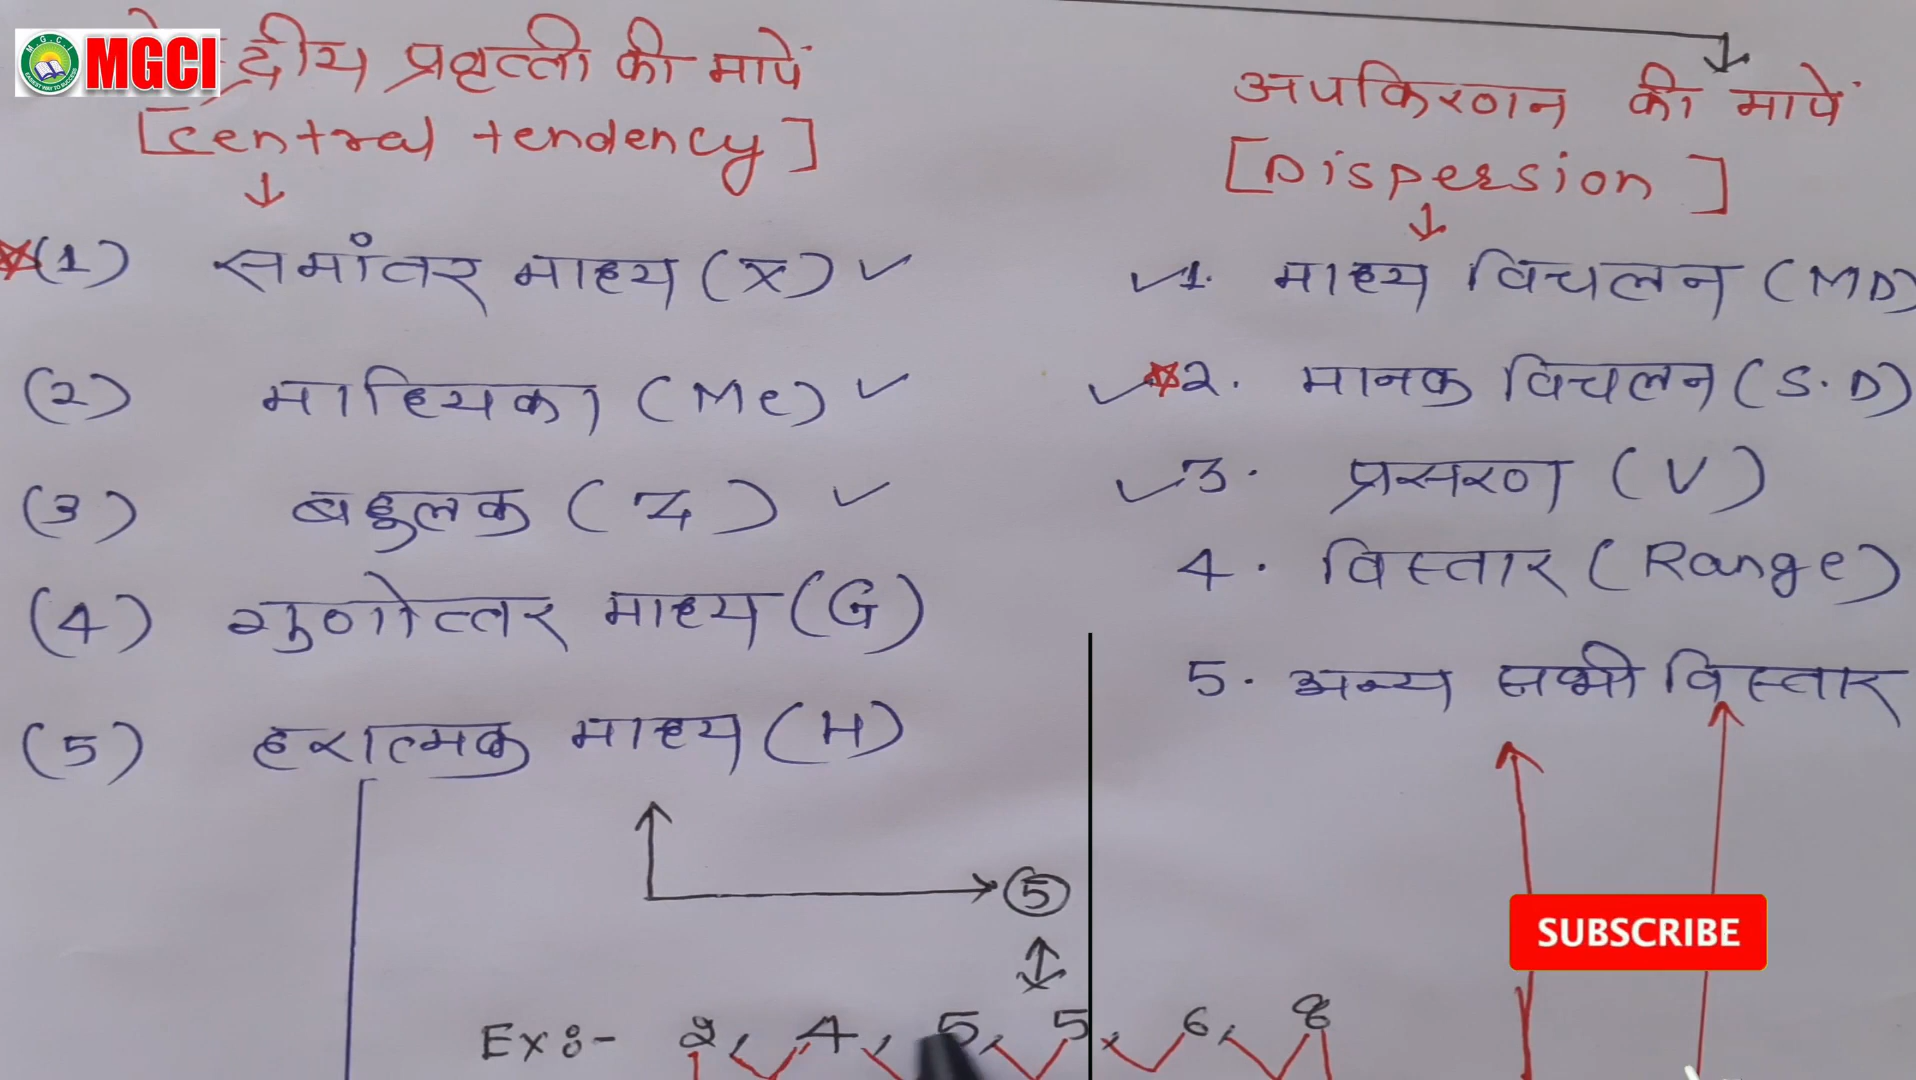 M.G.C.I
MGCI
केंद्रीय प्रवृत्ती की मापें
[Central tendency]
(1) समांतर माध्य (x̄) ✓
(2) माध्यिका (Me) ✓
(3) बहुलक (Z) ✓
(4) गुणोत्तर माध्य (G)
(5) हरात्मक माध्य (H)
अपकिरणन की मापें
[Dispersion]
✓1. माध्य विचलन (MD)
✓2. मानक विचलन (S.D)
✓3. प्रसरण (V)
4. विस्तार (Range)
5. अन्य सभी विस्तार
5
Ex:- 2, 4, 5, 5, 6, 8
SUBSCRIBE